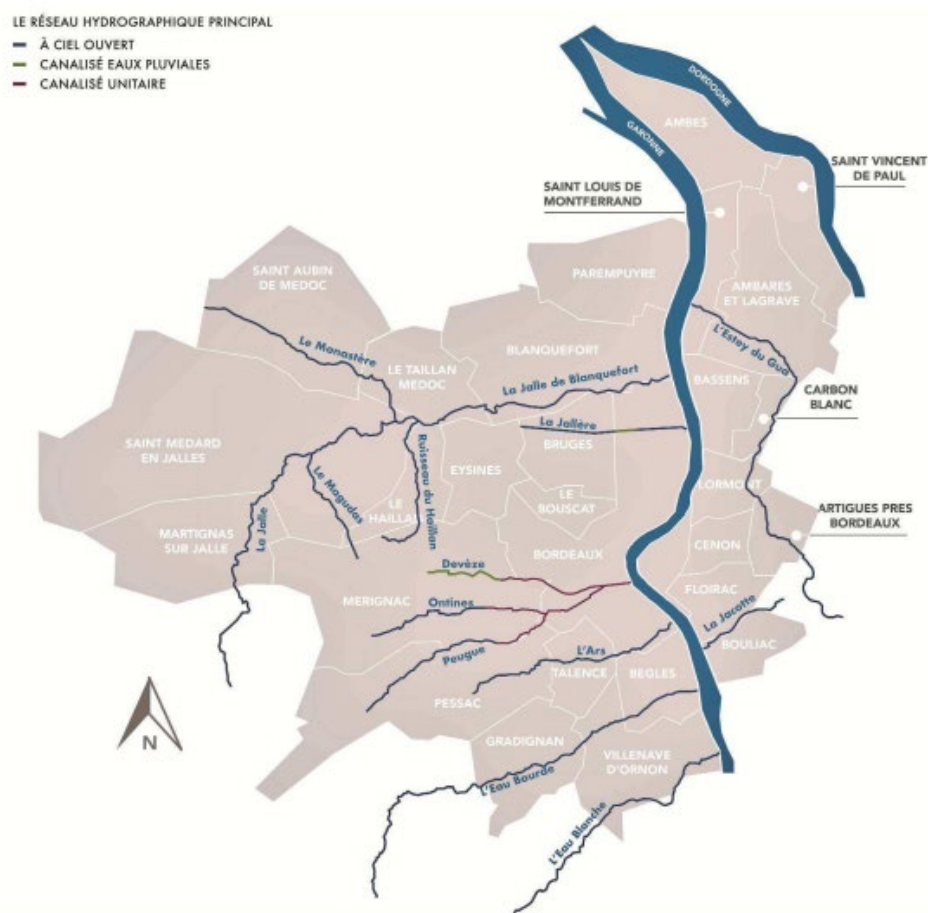 LE RÉSEAU HYDROGRAPHIQUE PRINCIPAL
À CIEL OUVERT
CANALISÉ EAUX PLUVIALES
CANALISÉ UNITAIRE
DORDOGNE
AMBES
GARONNE
SAINT VINCENT
DE PAUL
SAINT LOUIS DE
MONTFERRAND
SAINT AUBIN
DE MEDOC
PAREMPUYRE
AMBARES
ET LAGRAVE
Le Monastère
BLANQUEFORT
L'Estey du Gua
LE TAILLAN
MEDOC
La Jalle de Blanquefort
BASSENS
CARBON
BLANC
La Jallère
BRUGES
SAINT MEDARD
EN JALLES
Ruisseau du Haillan
EYSINES
Le Magudas
LE
HAILLAN
LE
BOUSCAT
LORMONT
ARTIGUES PRES
BORDEAUX
MARTIGNAS
SUR JALLE
La Jalle
BORDEAUX
CENON
Devèze
FLOIRAC
MERIGNAC
Ontines
La Jacotte
Peugue
L'Ars
BOULIAC
TALENCE
BEGLES
PESSAC
N
GRADIGNAN
VILLENAVE
D'ORNON
L'Eau Bourde
L'Eau Blanche